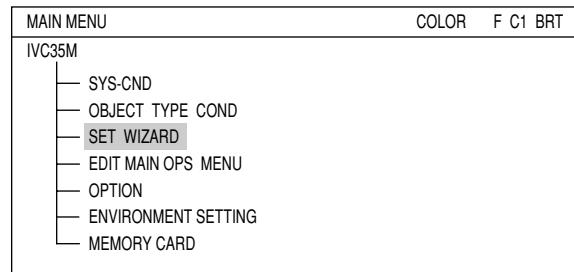 MAIN MENU COLOR F C1 BRT
IVC35M
SYS-CND
OBJECT TYPE COND
SET WIZARD
EDIT MAIN OPS MENU
OPTION
ENVIRONMENT SETTING
MEMORY CARD